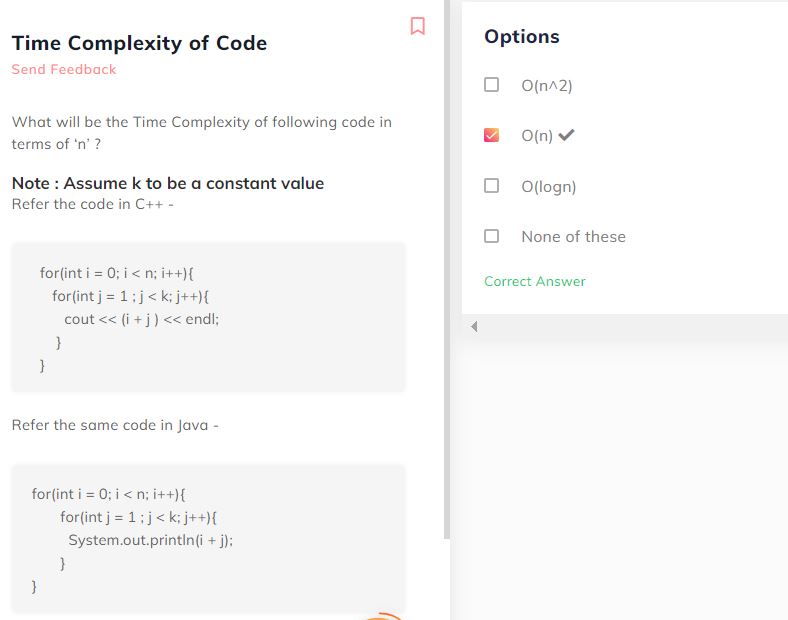 Time Complexity of Code
Send Feedback
What will be the Time Complexity of following code in
terms of ‘n’ ?
Note : Assume k to be a constant value
Refer the code in C++ -
for(int i = 0; i < n; i++){
for(int j = 1 ; j < k; j++){
cout << (i + j ) << endl;
}
}
Refer the same code in Java -
for(int i = 0; i < n; i++){
for(int j = 1 ; j < k; j++){
System.out.println(i + j);
}
}
Options
O(n^2)
O(n)
O(logn)
None of these
Correct Answer